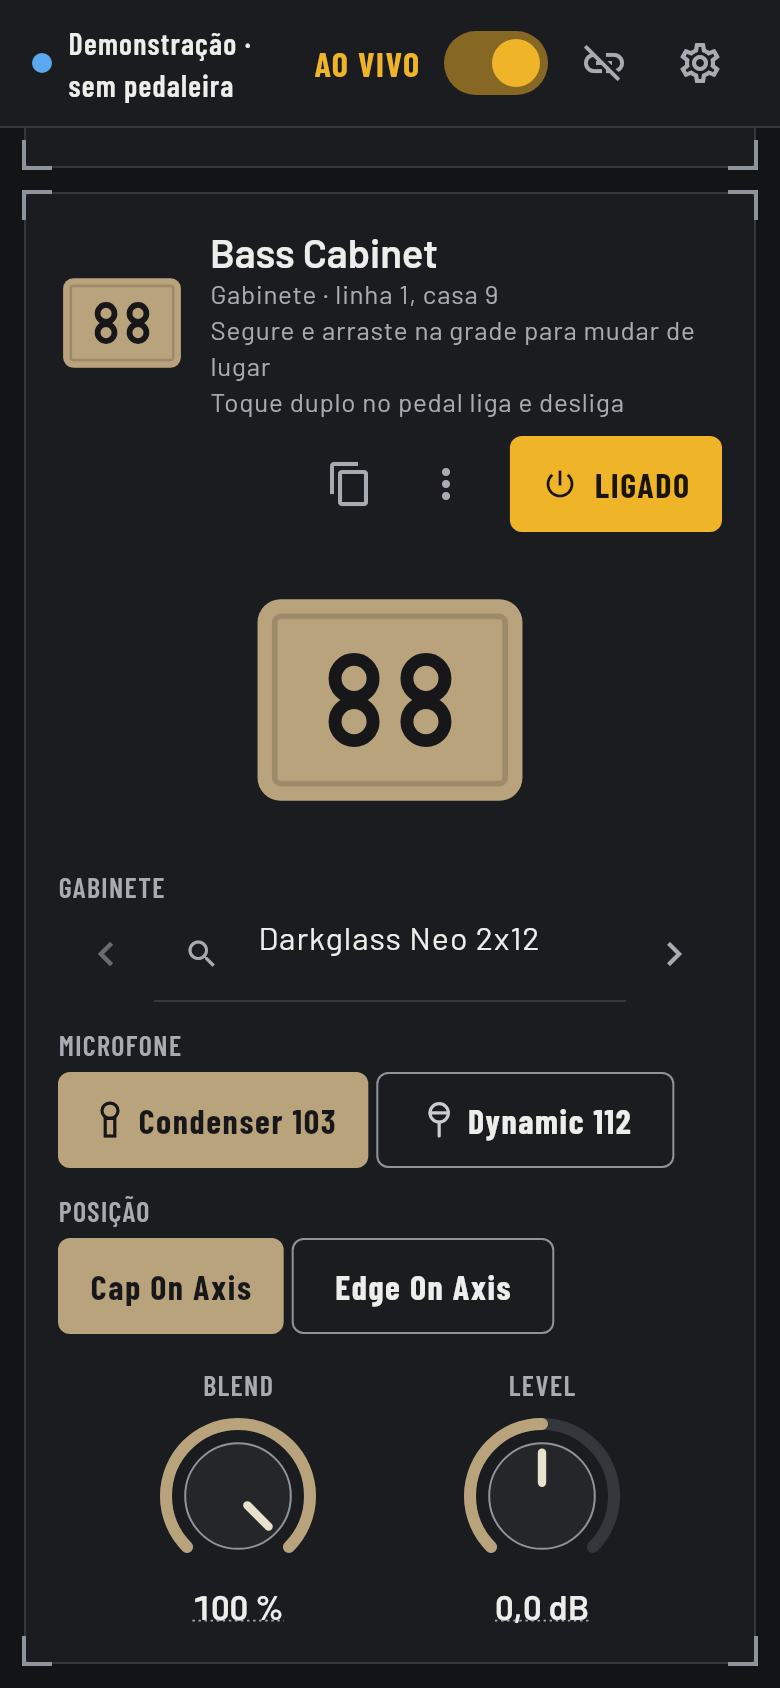 Demonstração ·
sem pedaleira
AO VIVO
Bass Cabinet
Gabinete · linha 1, casa 9
Segure e arraste na grade para mudar de
lugar
Toque duplo no pedal liga e desliga
88
LIGADO
88
GABINETE
Darkglass Neo 2x12
MICROFONE
Condenser 103
Dynamic 112
POSIÇÃO
Cap On Axis
Edge On Axis
BLEND
LEVEL
100 %
0,0 dB